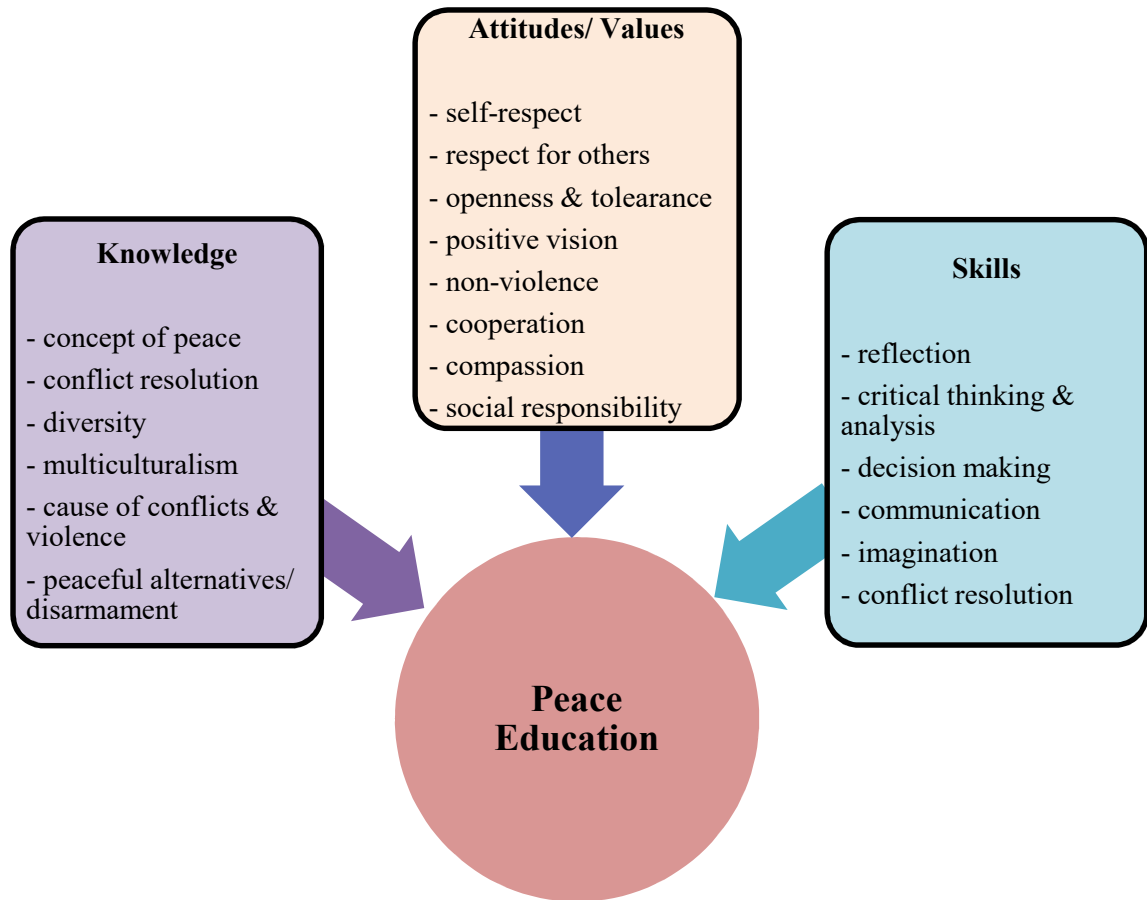 Attitudes/ Values
- self-respect
- respect for others
- openness & tolearance
- positive vision
- non-violence
- cooperation
- compassion
- social responsibility
Knowledge
- concept of peace
- conflict resolution
- diversity
- multiculturalism
- cause of conflicts &
violence
- peaceful alternatives/
disarmament
Skills
- reflection
- critical thinking &
analysis
- decision making
- communication
- imagination
- conflict resolution
Peace
Education